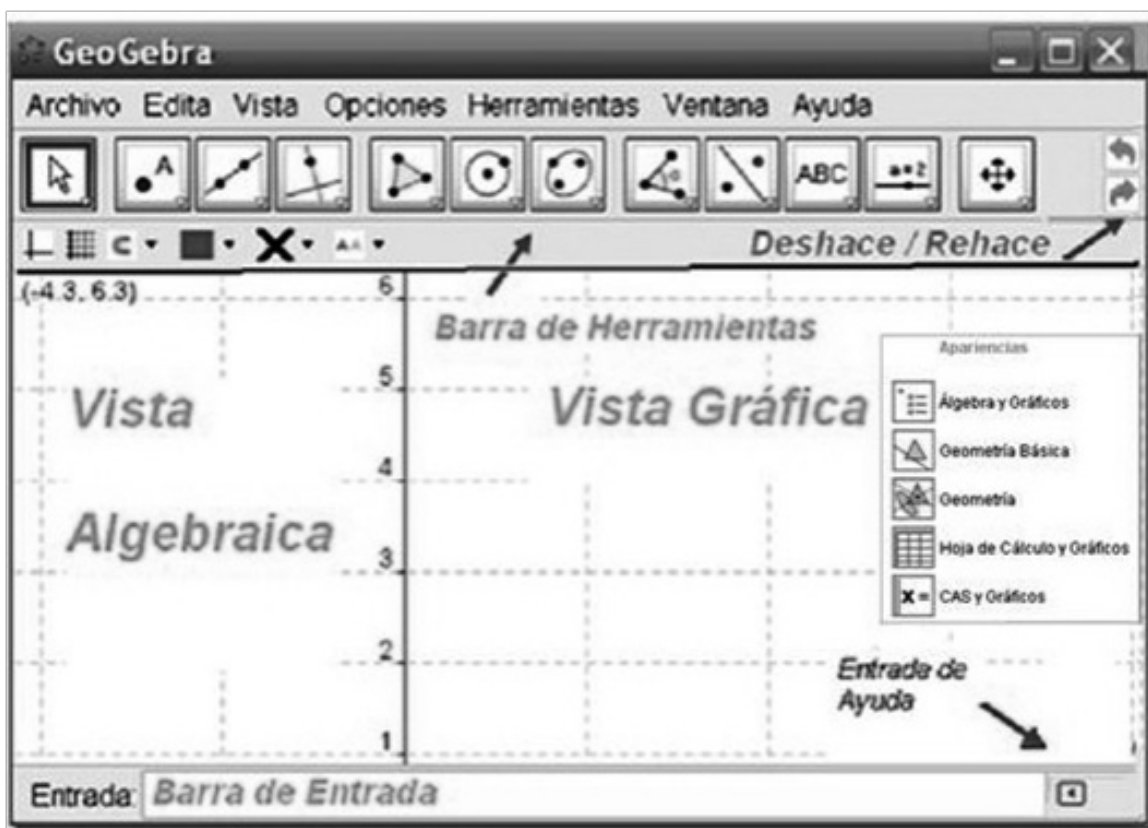 GeoGebra
Archivo Edita Vista Opciones Herramientas Ventana Ayuda
A
α
ABC
a=2
Deshace / Rehace
AA
(-4.3, 6.3)
6
Barra de Herramientas
Apariencias
5
Vista
Vista Gráfica
Álgebra y Gráficos
Geometría Básica
4
Geometría
Algebraica
Hoja de Cálculo y Gráficos
3
X = CAS y Gráficos
2
Entrada de
Ayuda
1
Entrada: Barra de Entrada